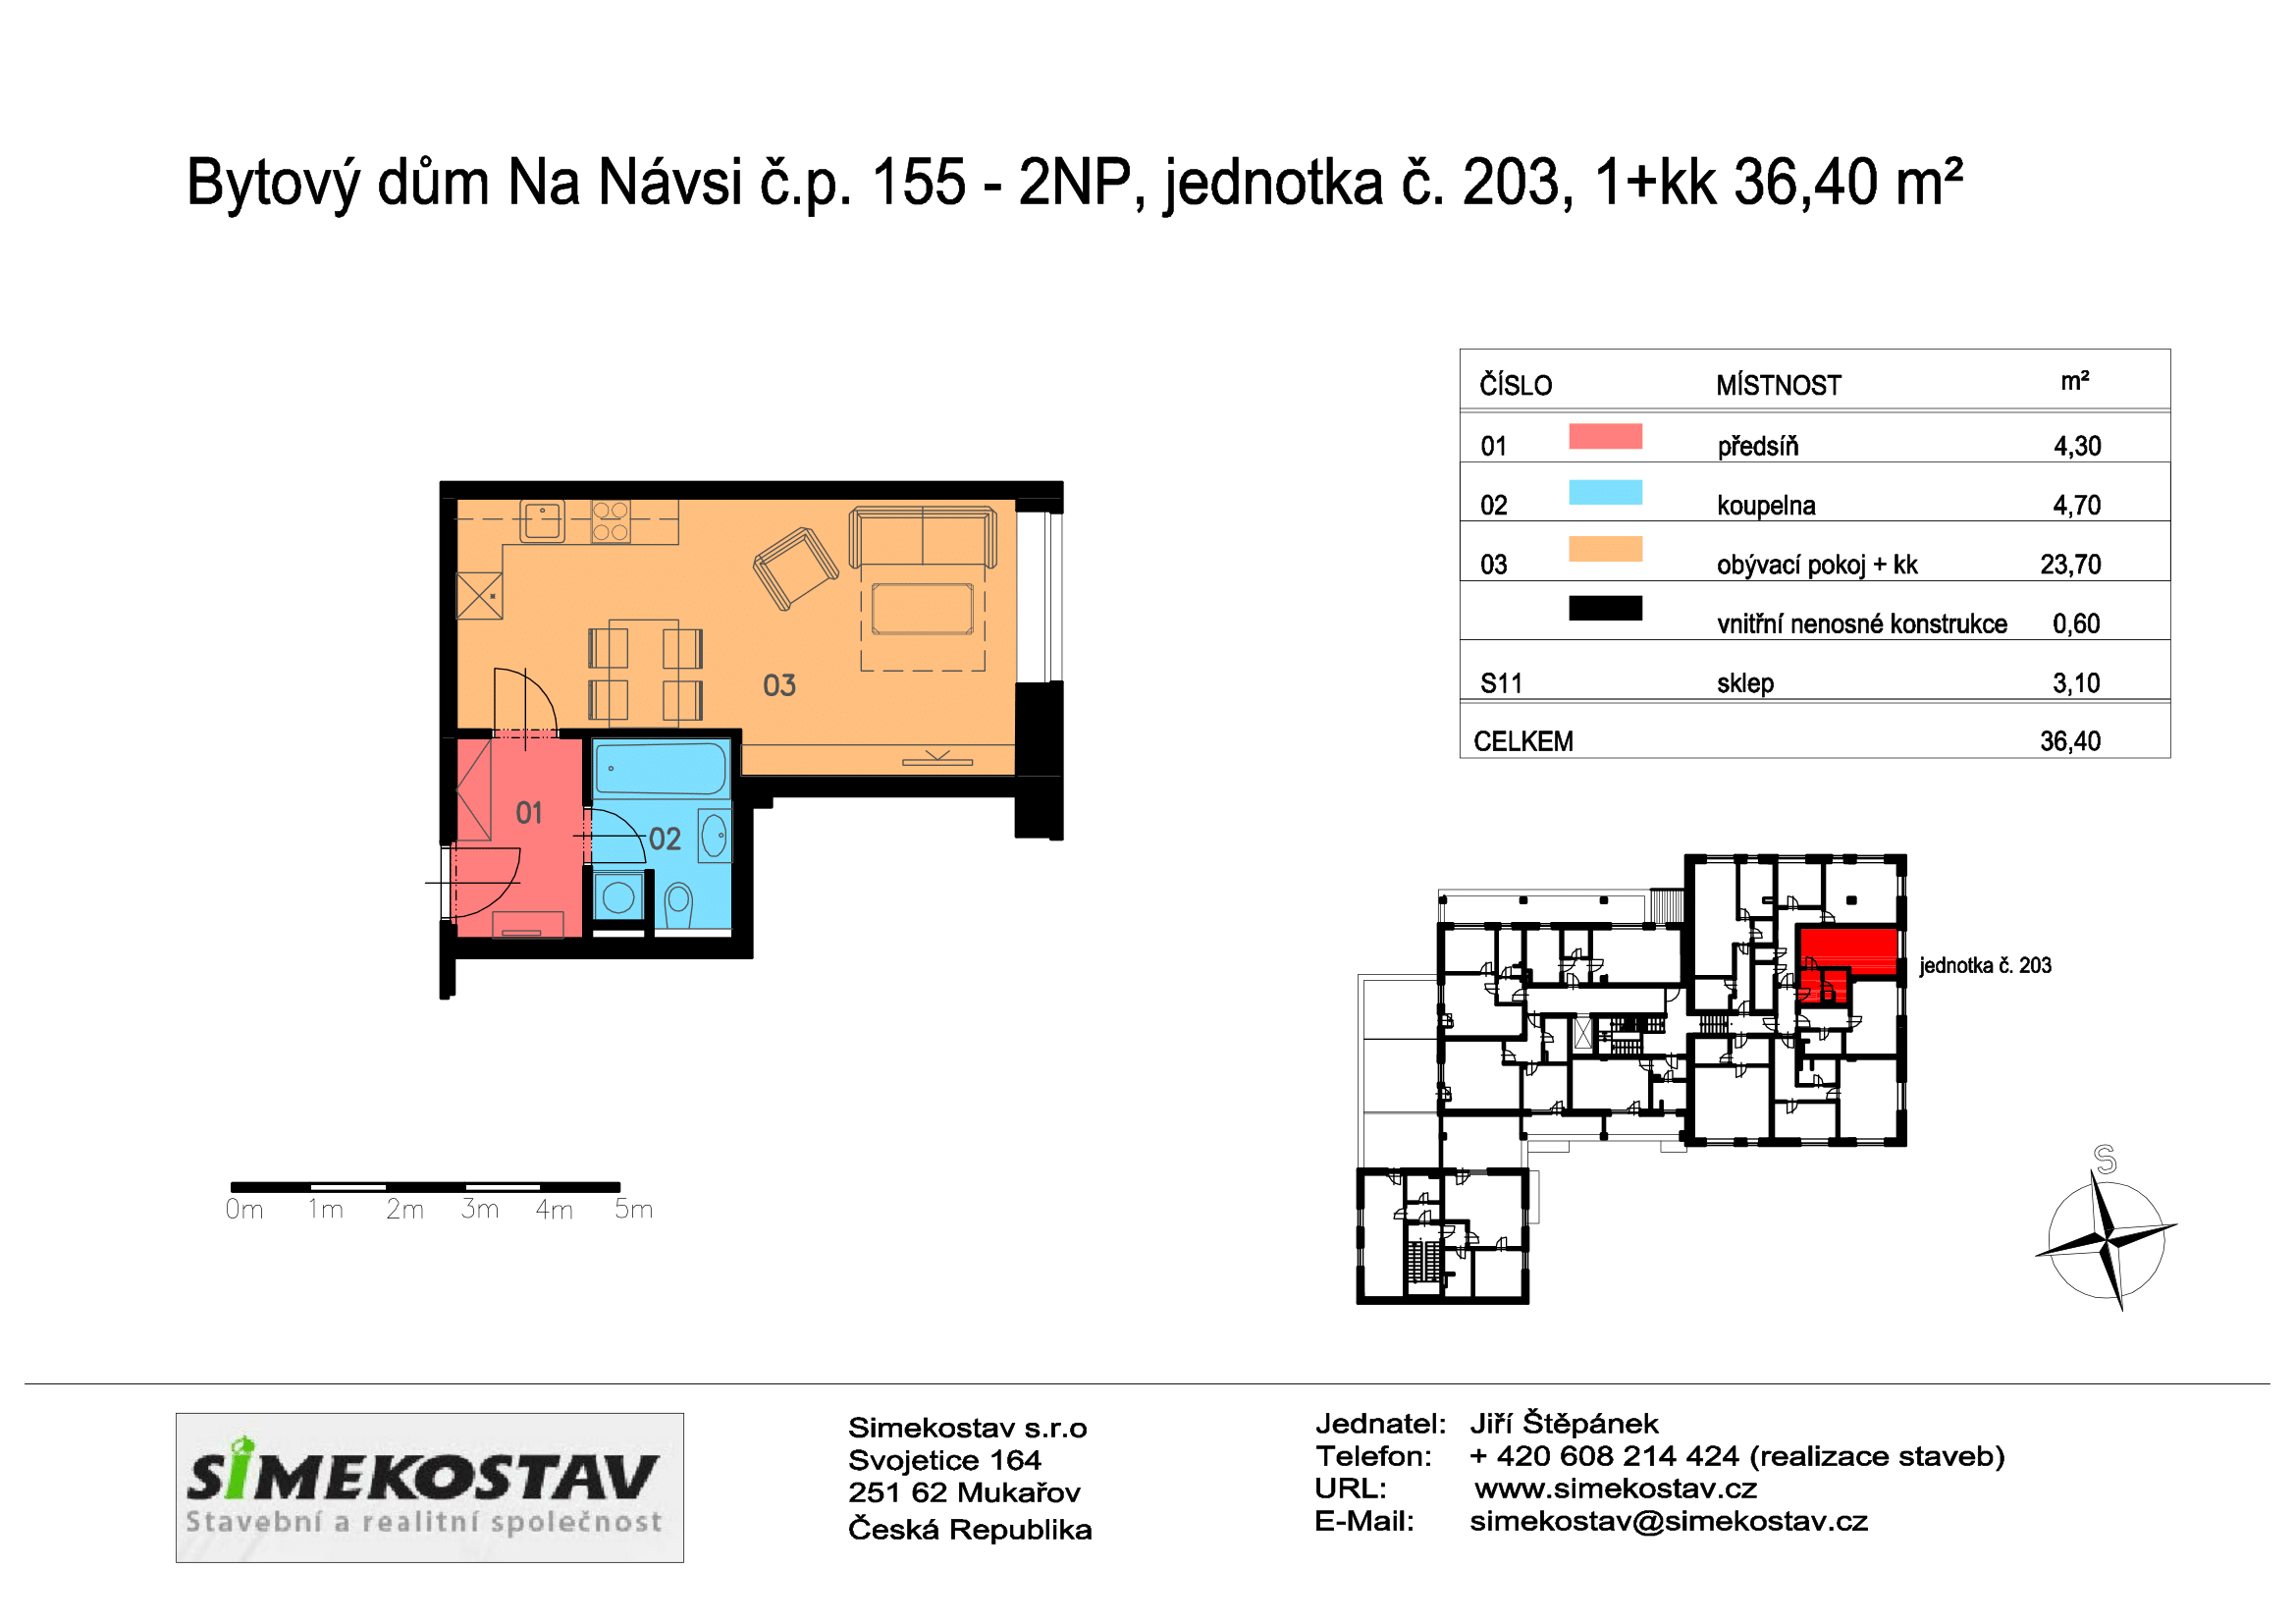 Bytový dům Na Návsi č.p. 155 - 2NP, jednotka č. 203, 1+kk 36,40 m²
ČÍSLO MÍSTNOST m²
01 předsíň 4,30
02 koupelna 4,70
03 obývací pokoj + kk 23,70
vnitřní nenosné konstrukce 0,60
S11 sklep 3,10
CELKEM 36,40
03
01
02
jednotka č. 203
S
0m 1m 2m 3m 4m 5m
SIMEKOSTAV
Stavební a realitní společnost
Simekostav s.r.o
Svojetice 164
251 62 Mukařov
Česká Republika
Jednatel: Jiří Štěpánek
Telefon: + 420 608 214 424 (realizace staveb)
URL: www.simekostav.cz
E-Mail: simekostav@simekostav.cz